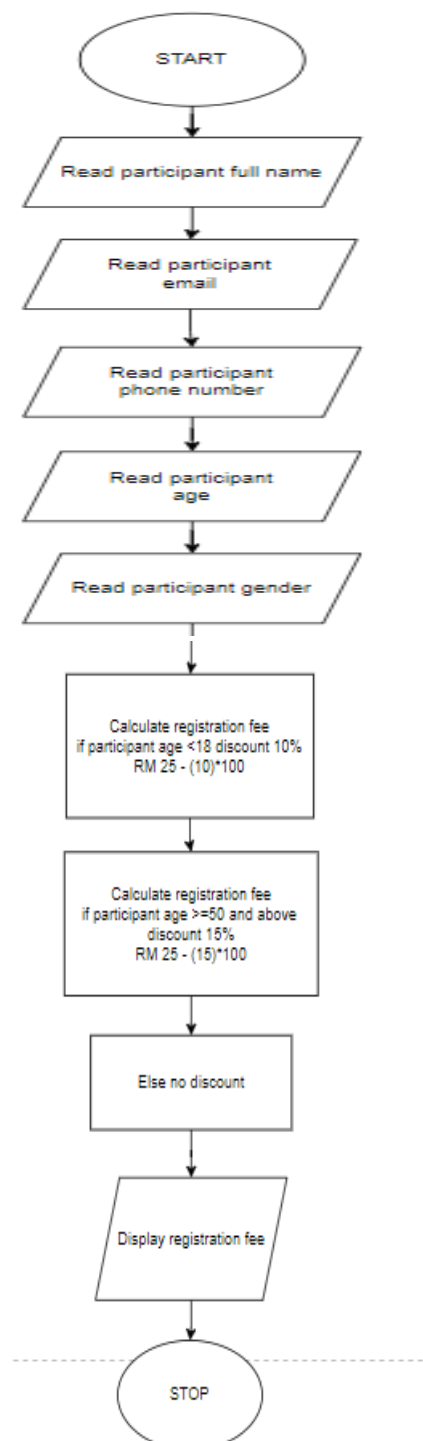 START
Read participant full name
Read participant
email
Read participant
phone number
Read participant
age
Read participant gender
Calculate registration fee
if participant age <18 discount 10%
RM 25 - (10)*100
Calculate registration fee
if participant age >=50 and above
discount 15%
RM 25 - (15)*100
Else no discount
Display registration fee
STOP